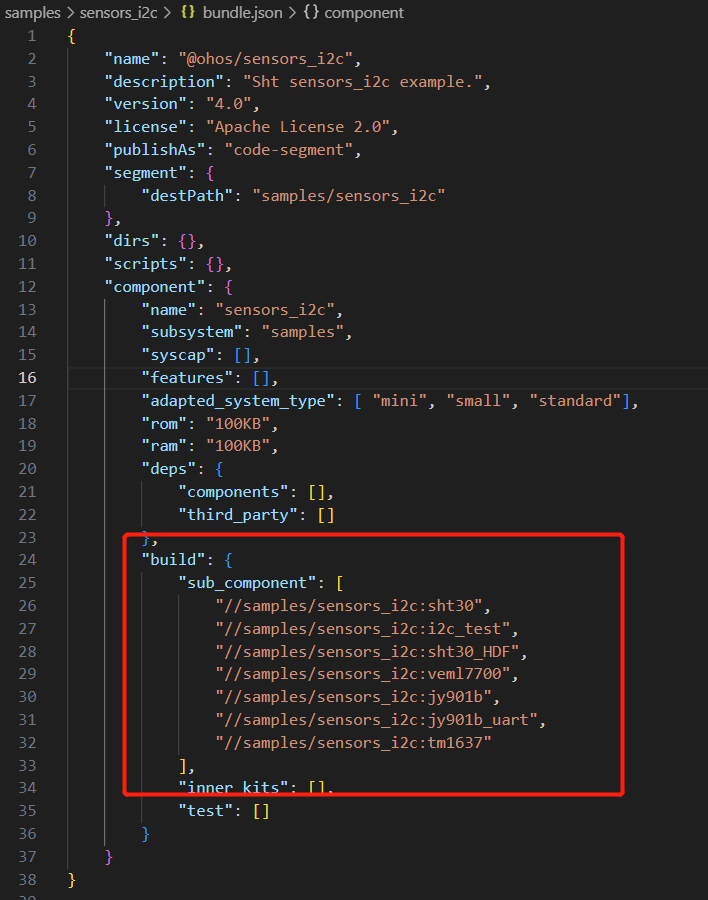 samples > sensors_i2c > {} bundle.json > {} component
1 {
2 "name": "@ohos/sensors_i2c",
3 "description": "Sht sensors_i2c example.",
4 "version": "4.0",
5 "license": "Apache License 2.0",
6 "publishAs": "code-segment",
7 "segment": {
8 "destPath": "samples/sensors_i2c"
9 },
10 "dirs": {},
11 "scripts": {},
12 "component": {
13 "name": "sensors_i2c",
14 "subsystem": "samples",
15 "syscap": [],
16 "features": [],
17 "adapted_system_type": [ "mini", "small", "standard"],
18 "rom": "100KB",
19 "ram": "100KB",
20 "deps": {
21 "components": [],
22 "third_party": []
23 },
24 "build": {
25 "sub_component": [
26 "//samples/sensors_i2c:sht30",
27 "//samples/sensors_i2c:i2c_test",
28 "//samples/sensors_i2c:sht30_HDF",
29 "//samples/sensors_i2c:veml7700",
30 "//samples/sensors_i2c:jy901b",
31 "//samples/sensors_i2c:jy901b_uart",
32 "//samples/sensors_i2c:tm1637"
33 ],
34 "inner_kits": [],
35 "test": []
36 }
37 }
38 }